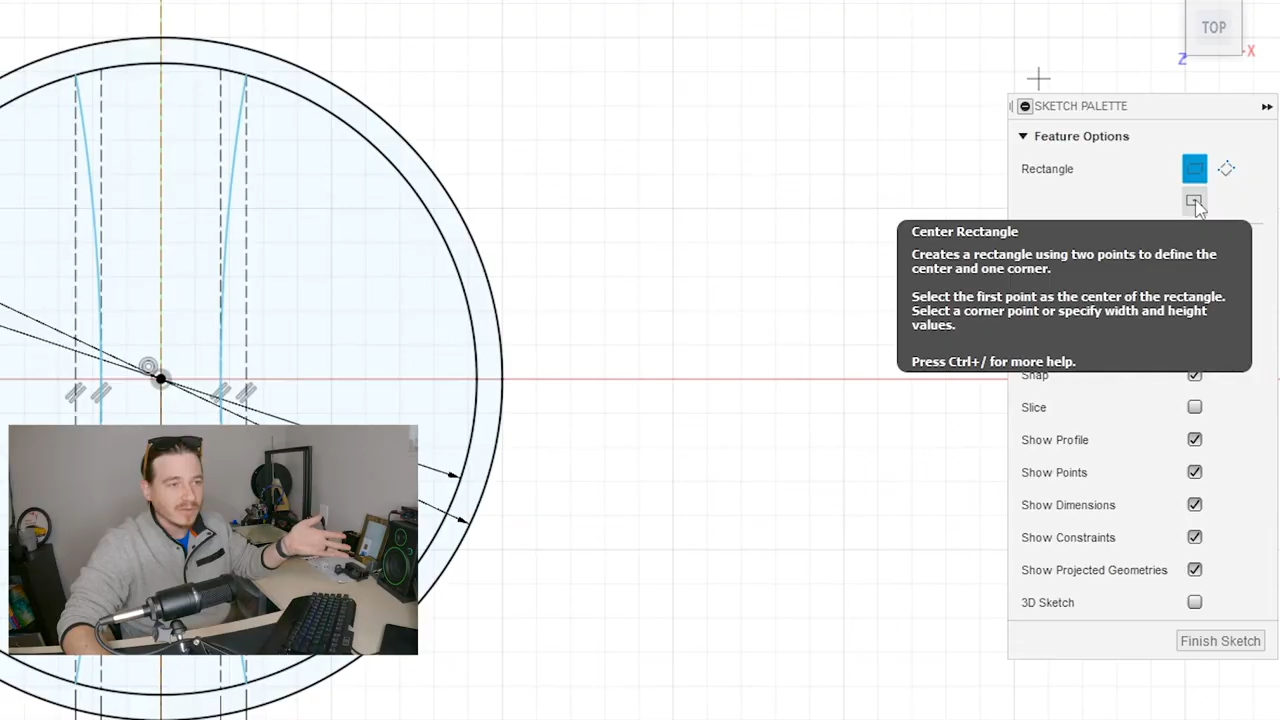 TOP
X
Z
SKETCH PALETTE
Feature Options
Rectangle
Center Rectangle
Creates a rectangle using two points to define the
center and one corner.
Select the first point as the center of the rectangle.
Select a corner point or specify width and height
values.
Press Ctrl+/ for more help.
Snap
Slice
Show Profile
Show Points
Show Dimensions
Show Constraints
Show Projected Geometries
3D Sketch
Finish Sketch